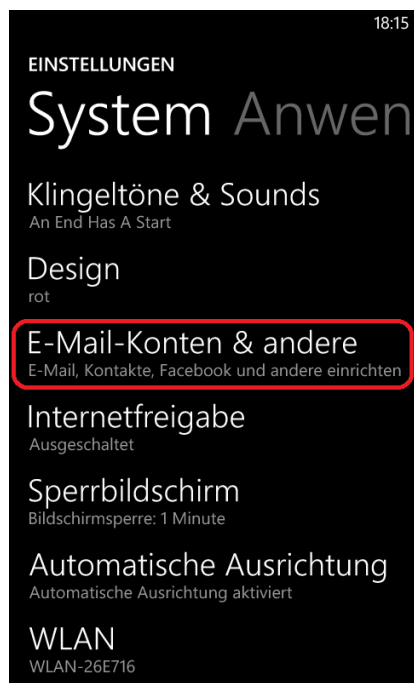 18:15
EINSTELLUNGEN
System Anwen
Klingeltöne & Sounds
An End Has A Start
Design
rot
E-Mail-Konten & andere
E-Mail, Kontakte, Facebook und andere einrichten
Internetfreigabe
Ausgeschaltet
Sperrbildschirm
Bildschirmsperre: 1 Minute
Automatische Ausrichtung
Automatische Ausrichtung aktiviert
WLAN
WLAN-26E716